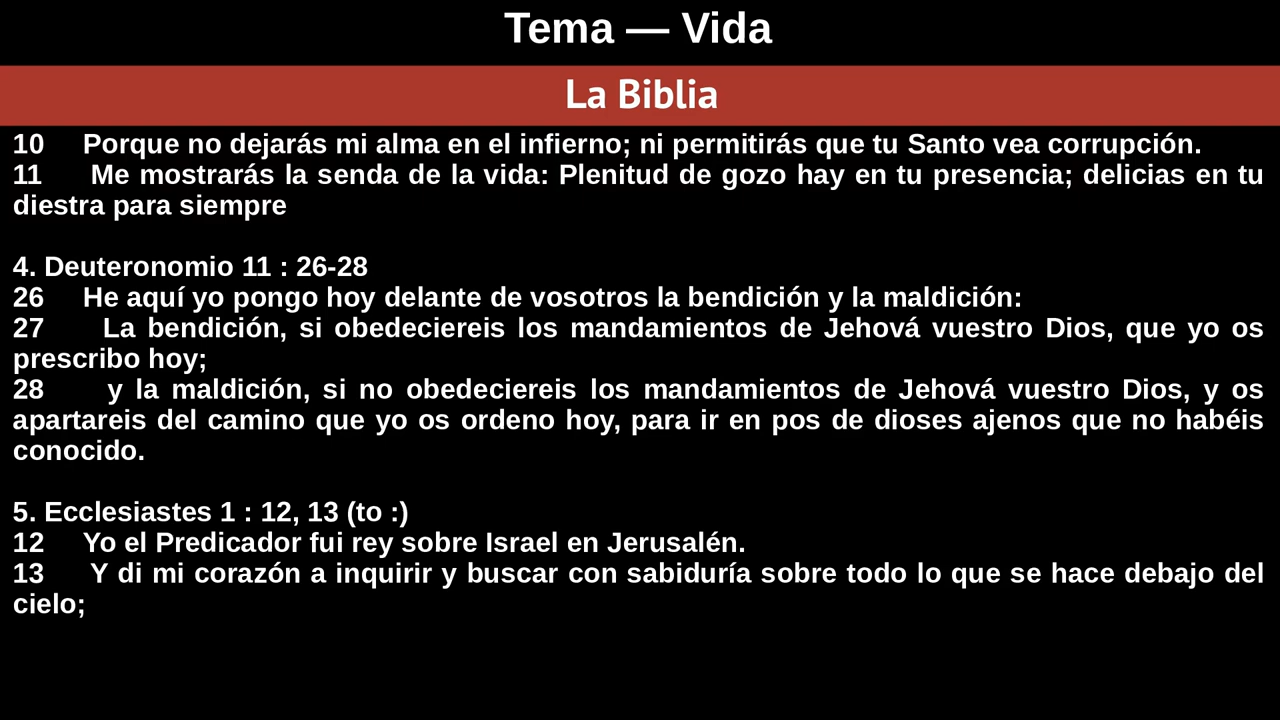 Tema — Vida
La Biblia
10 Porque no dejarás mi alma en el infierno; ni permitirás que tu Santo vea corrupción.
11 Me mostrarás la senda de la vida: Plenitud de gozo hay en tu presencia; delicias en tu
diestra para siempre
4. Deuteronomio 11 : 26-28
26 He aquí yo pongo hoy delante de vosotros la bendición y la maldición:
27 La bendición, si obedeciereis los mandamientos de Jehová vuestro Dios, que yo os
prescribo hoy;
28 y la maldición, si no obedeciereis los mandamientos de Jehová vuestro Dios, y os
apartareis del camino que yo os ordeno hoy, para ir en pos de dioses ajenos que no habéis
conocido.
5. Ecclesiastes 1 : 12, 13 (to :)
12 Yo el Predicador fui rey sobre Israel en Jerusalén.
13 Y di mi corazón a inquirir y buscar con sabiduría sobre todo lo que se hace debajo del
cielo;